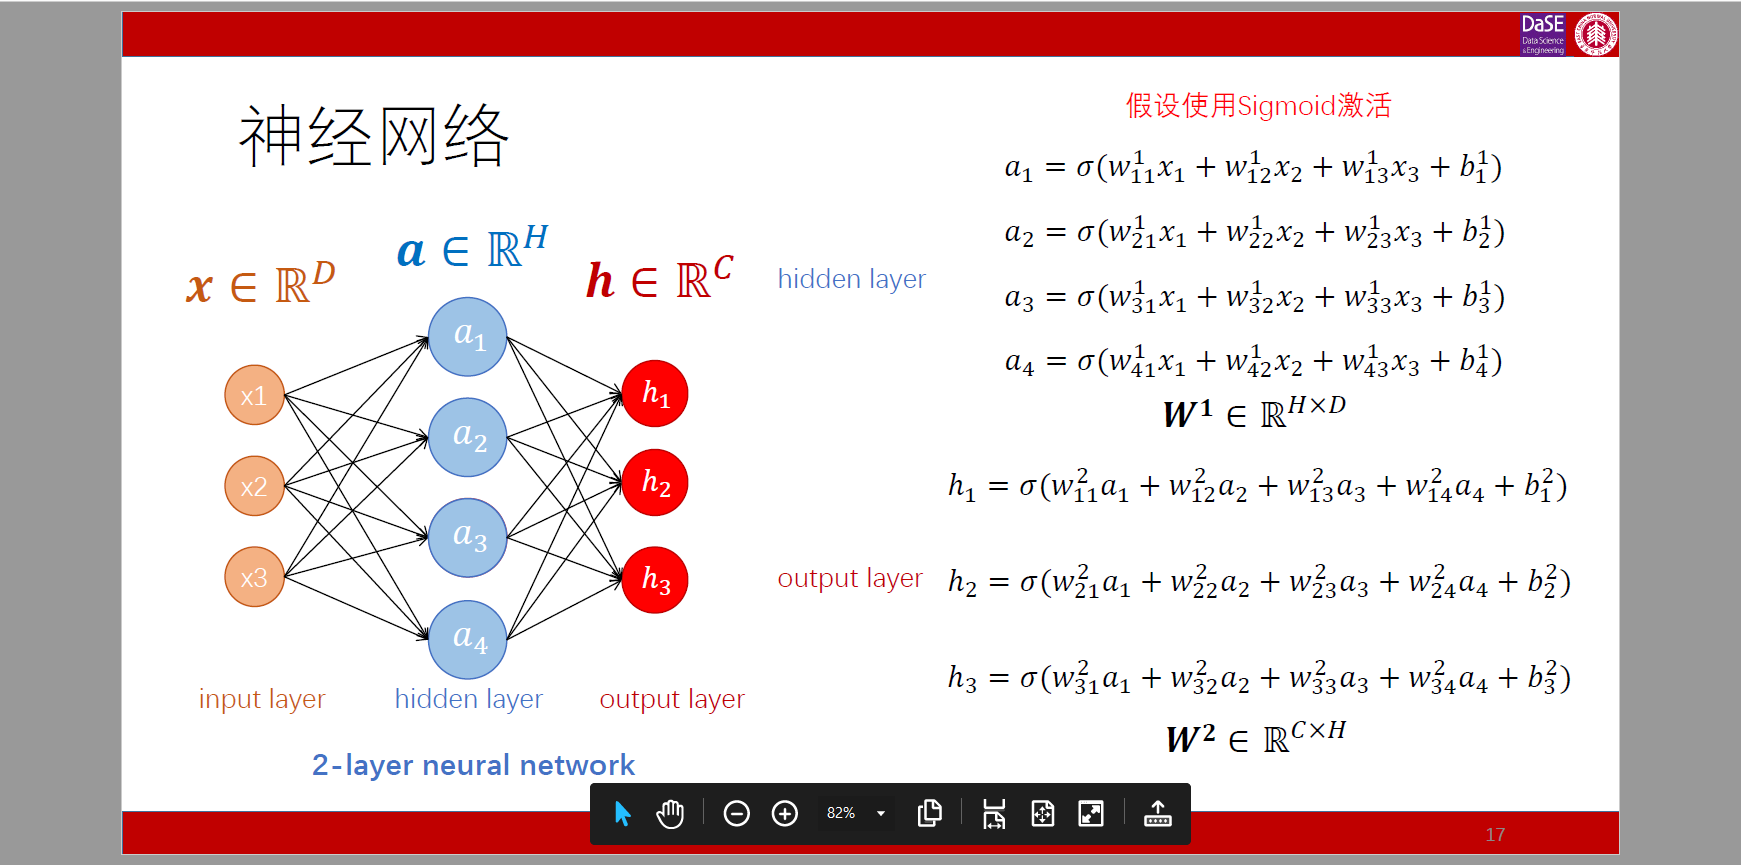 DaSE
Data Science
& Engineering
神经网络
假设使用Sigmoid激活
x ∈ ℝ^D
a ∈ ℝ^H
h ∈ ℝ^C
x1
x2
x3
a₁
a₂
a₃
a₄
h₁
h₂
h₃
input layer
hidden layer
output layer
2-layer neural network
hidden layer
a₁ = σ(w¹₁₁x₁ + w¹₁₂x₂ + w¹₁₃x₃ + b¹₁)
a₂ = σ(w¹₂₁x₁ + w¹₂₂x₂ + w¹₂₃x₃ + b¹₂)
a₃ = σ(w¹₃₁x₁ + w¹₃₂x₂ + w¹₃₃x₃ + b¹₃)
a₄ = σ(w¹₄₁x₁ + w¹₄₂x₂ + w¹₄₃x₃ + b¹₄)
W¹ ∈ ℝ^{H×D}
output layer
h₁ = σ(w²₁₁a₁ + w²₁₂a₂ + w²₁₃a₃ + w²₁₄a₄ + b²₁)
h₂ = σ(w²₂₁a₁ + w²₂₂a₂ + w²₂₃a₃ + w²₂₄a₄ + b²₂)
h₃ = σ(w²₃₁a₁ + w²₃₂a₂ + w²₃₃a₃ + w²₃₄a₄ + b²₃)
W² ∈ ℝ^{C×H}
82%
17